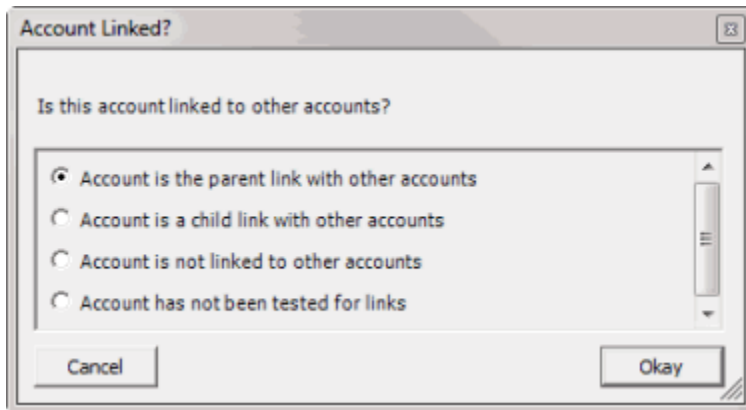 Account Linked?
Is this account linked to other accounts?
Account is the parent link with other accounts
Account is a child link with other accounts
Account is not linked to other accounts
Account has not been tested for links
Cancel
Okay